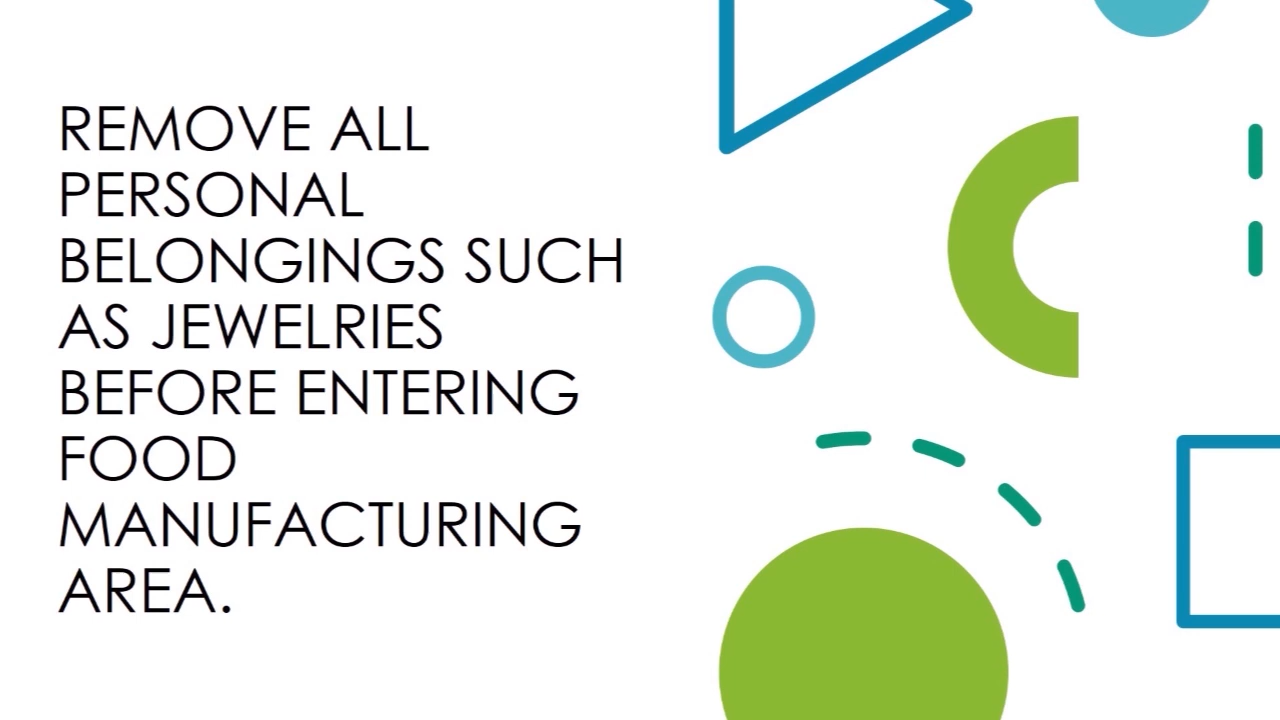 REMOVE ALL
PERSONAL
BELONGINGS SUCH
AS JEWELRIES
BEFORE ENTERING
FOOD
MANUFACTURING
AREA.